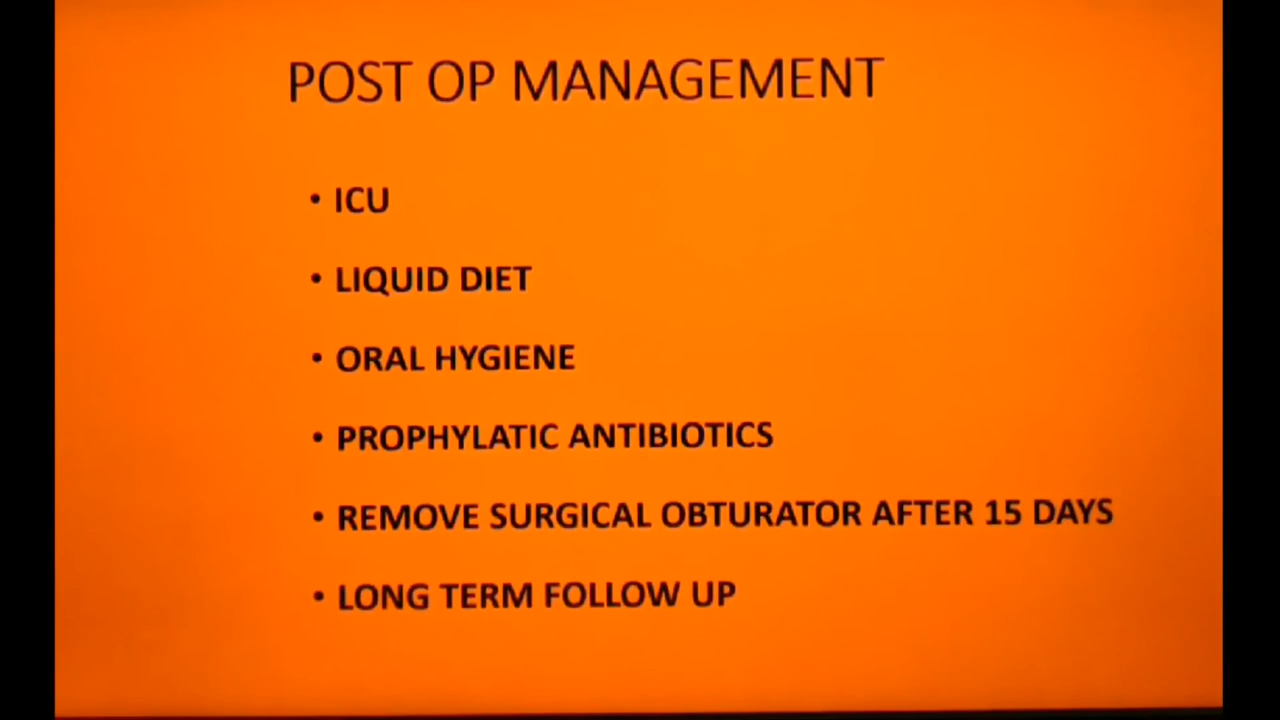 POST OP MANAGEMENT
• ICU
• LIQUID DIET
• ORAL HYGIENE
• PROPHYLATIC ANTIBIOTICS
• REMOVE SURGICAL OBTURATOR AFTER 15 DAYS
• LONG TERM FOLLOW UP